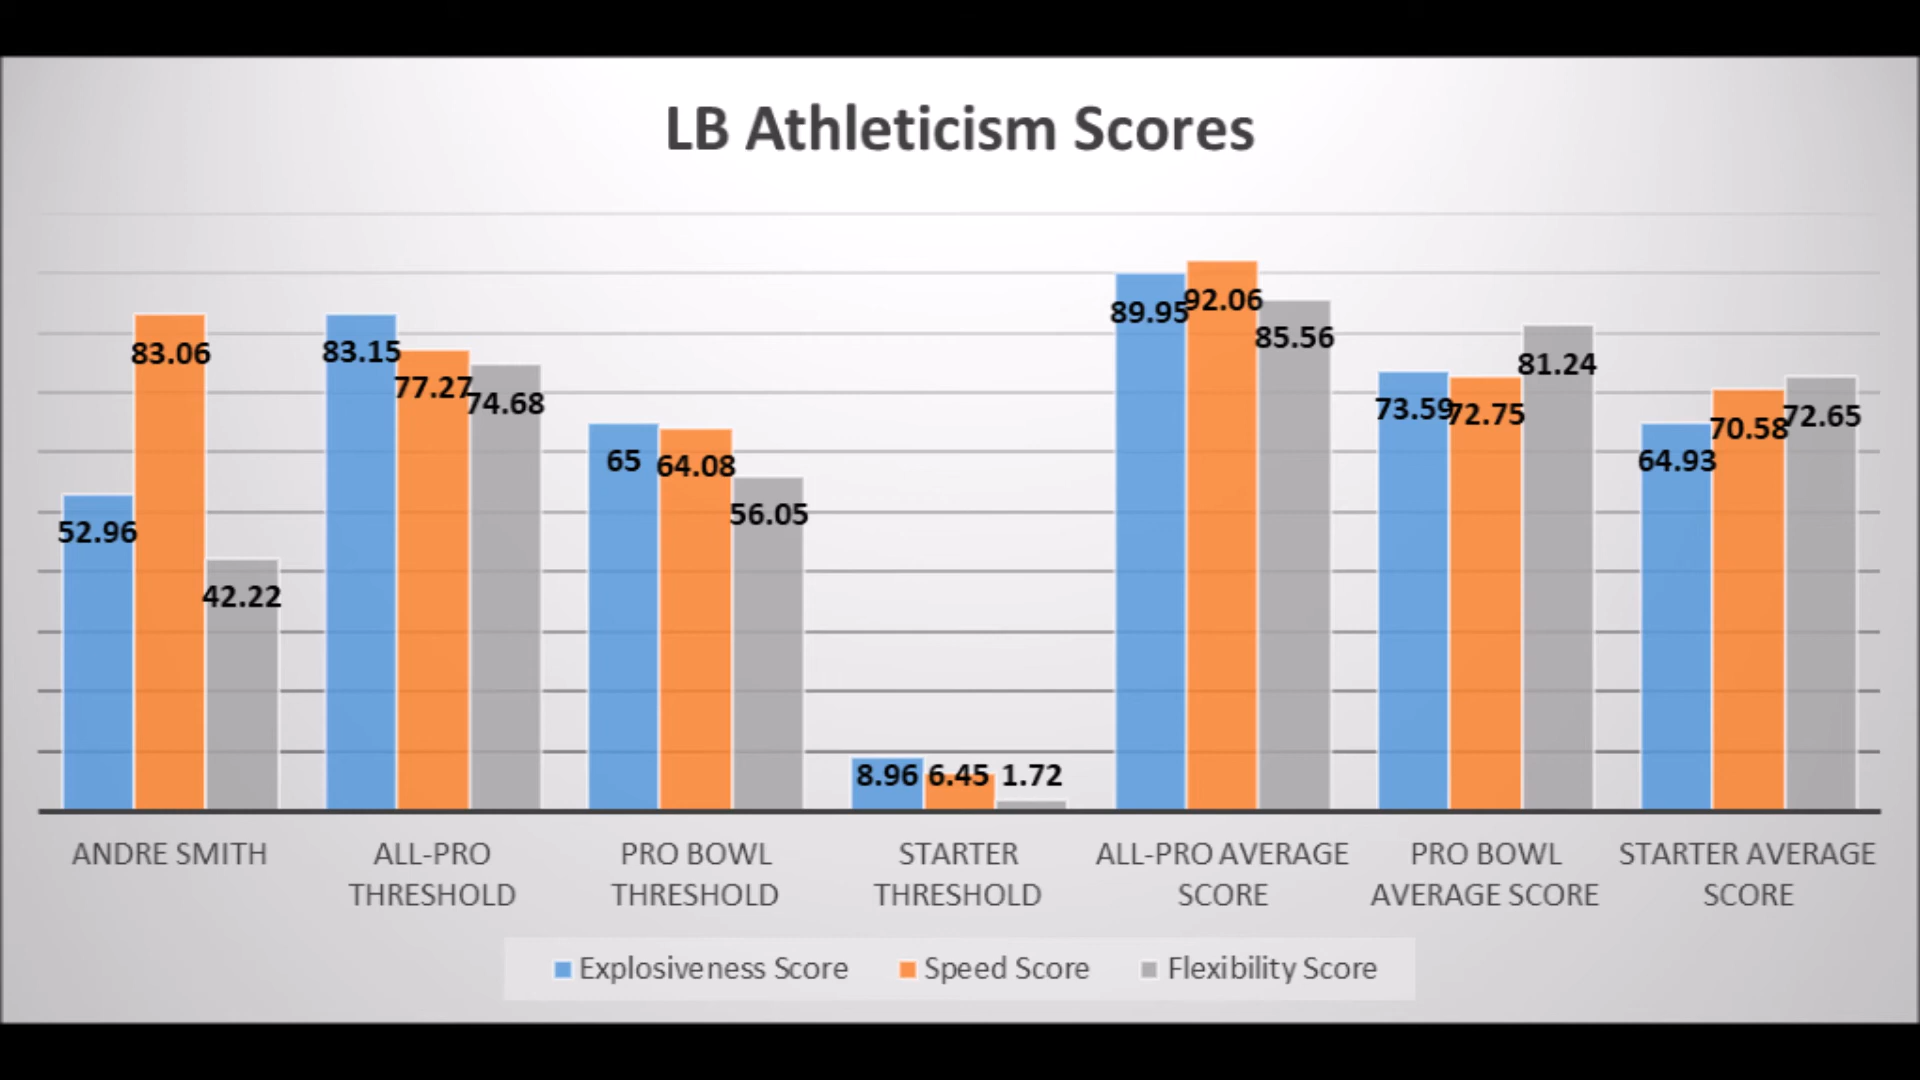 LB Athleticism Scores
52.96
83.06
42.22
83.15
77.27
74.68
65
64.08
56.05
8.96
6.45
1.72
89.95
92.06
85.56
73.59
72.75
81.24
64.93
70.58
72.65
ANDRE SMITH
ALL-PRO
THRESHOLD
PRO BOWL
THRESHOLD
STARTER
THRESHOLD
ALL-PRO AVERAGE
SCORE
PRO BOWL
AVERAGE SCORE
STARTER AVERAGE
SCORE
Explosiveness Score
Speed Score
Flexibility Score